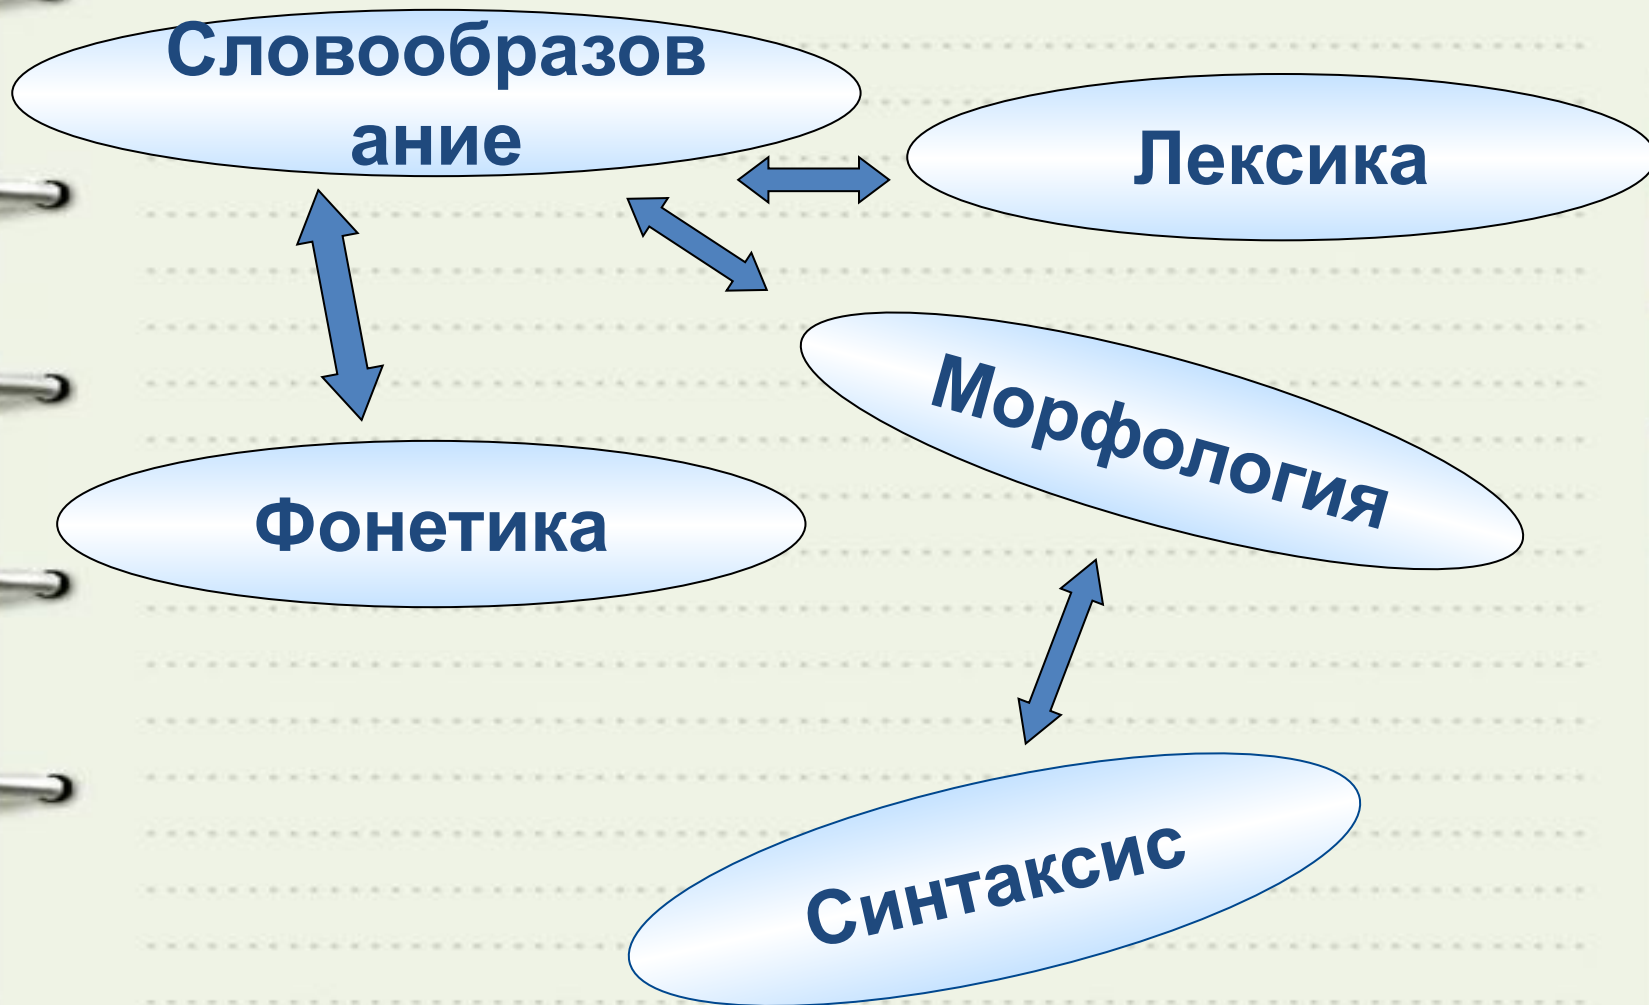 Словообразов
ание
Лексика
Морфология
Фонетика
Синтаксис